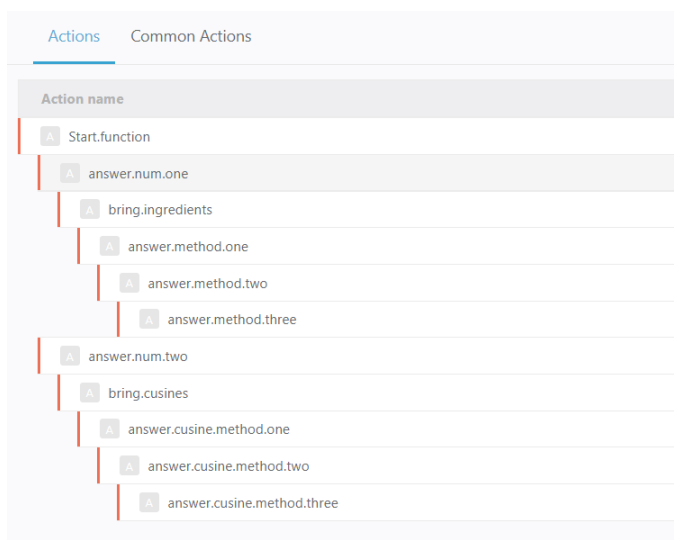 Actions Common Actions
Action name
A Start.function
A answer.num.one
A bring.ingredients
A answer.method.one
A answer.method.two
A answer.method.three
A answer.num.two
A bring.cusines
A answer.cusine.method.one
A answer.cusine.method.two
A answer.cusine.method.three